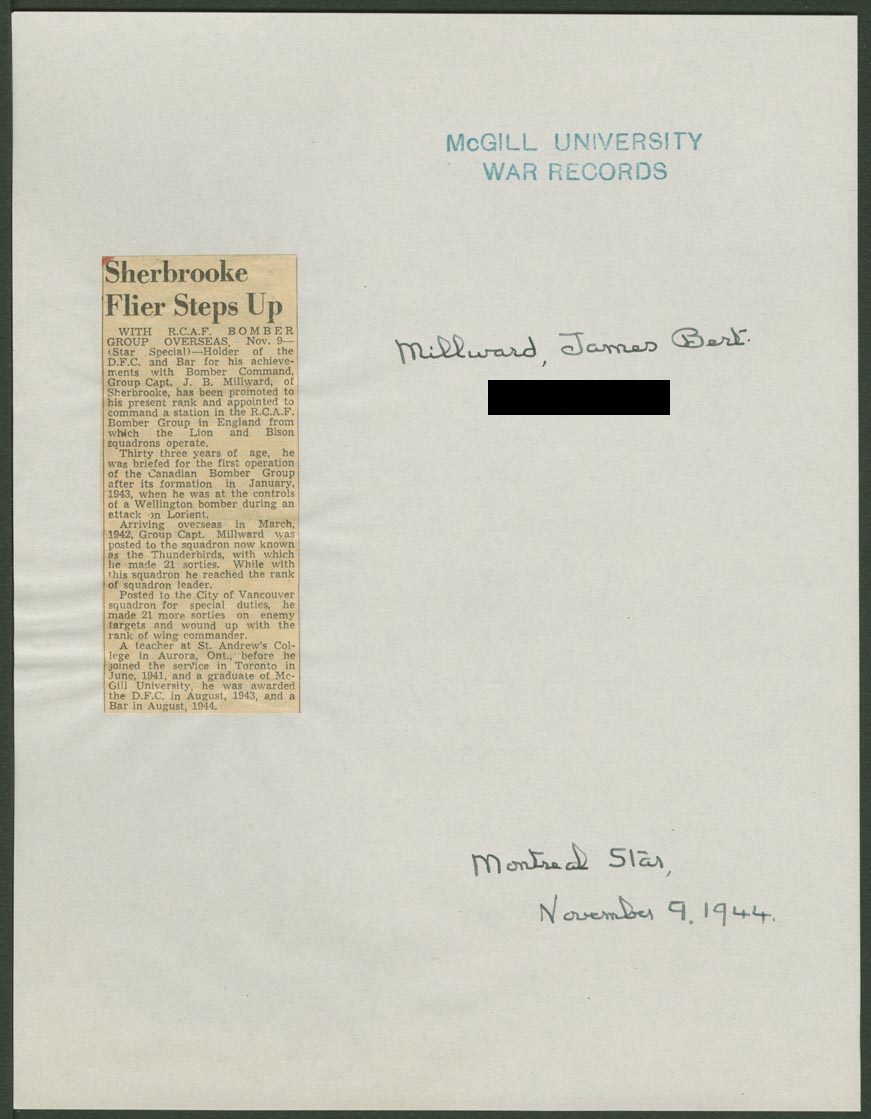 McGILL UNIVERSITY
WAR RECORDS
Sherbrooke
Flier Steps Up
WITH R.C.A.F. BOMBER
GROUP OVERSEAS, Nov. 9—
(Star Special)—Holder of the
D.F.C. and Bar for his achieve-
ments with Bomber Command,
Group Capt. J. B. Millward, of
Sherbrooke, has been promoted to
his present rank and appointed to
command a station in the R.C.A.F.
Bomber Group in England from
which the Lion and Bison
squadrons operate.
Thirty three years of age, he
was briefed for the first operation
of the Canadian Bomber Group
after its formation in January,
1943, when he was at the controls
of a Wellington bomber during an
attack on Lorient.
Arriving overseas in March,
1942, Group Capt. Millward was
posted to the squadron now known
as the Thunderbirds, with which
he made 21 sorties. While with
this squadron he reached the rank
of squadron leader.
Posted to the City of Vancouver
squadron for special duties, he
made 21 more sorties on enemy
targets and wound up with the
rank of wing commander.
A teacher at St. Andrew's Col-
lege in Aurora, Ont., before he
joined the service in Toronto in
June, 1941, and a graduate of Mc-
Gill University, he was awarded
the D.F.C. in August, 1943, and a
Bar in August, 1944.
Millward, James Bert.
Montreal Star,
November 9, 1944.